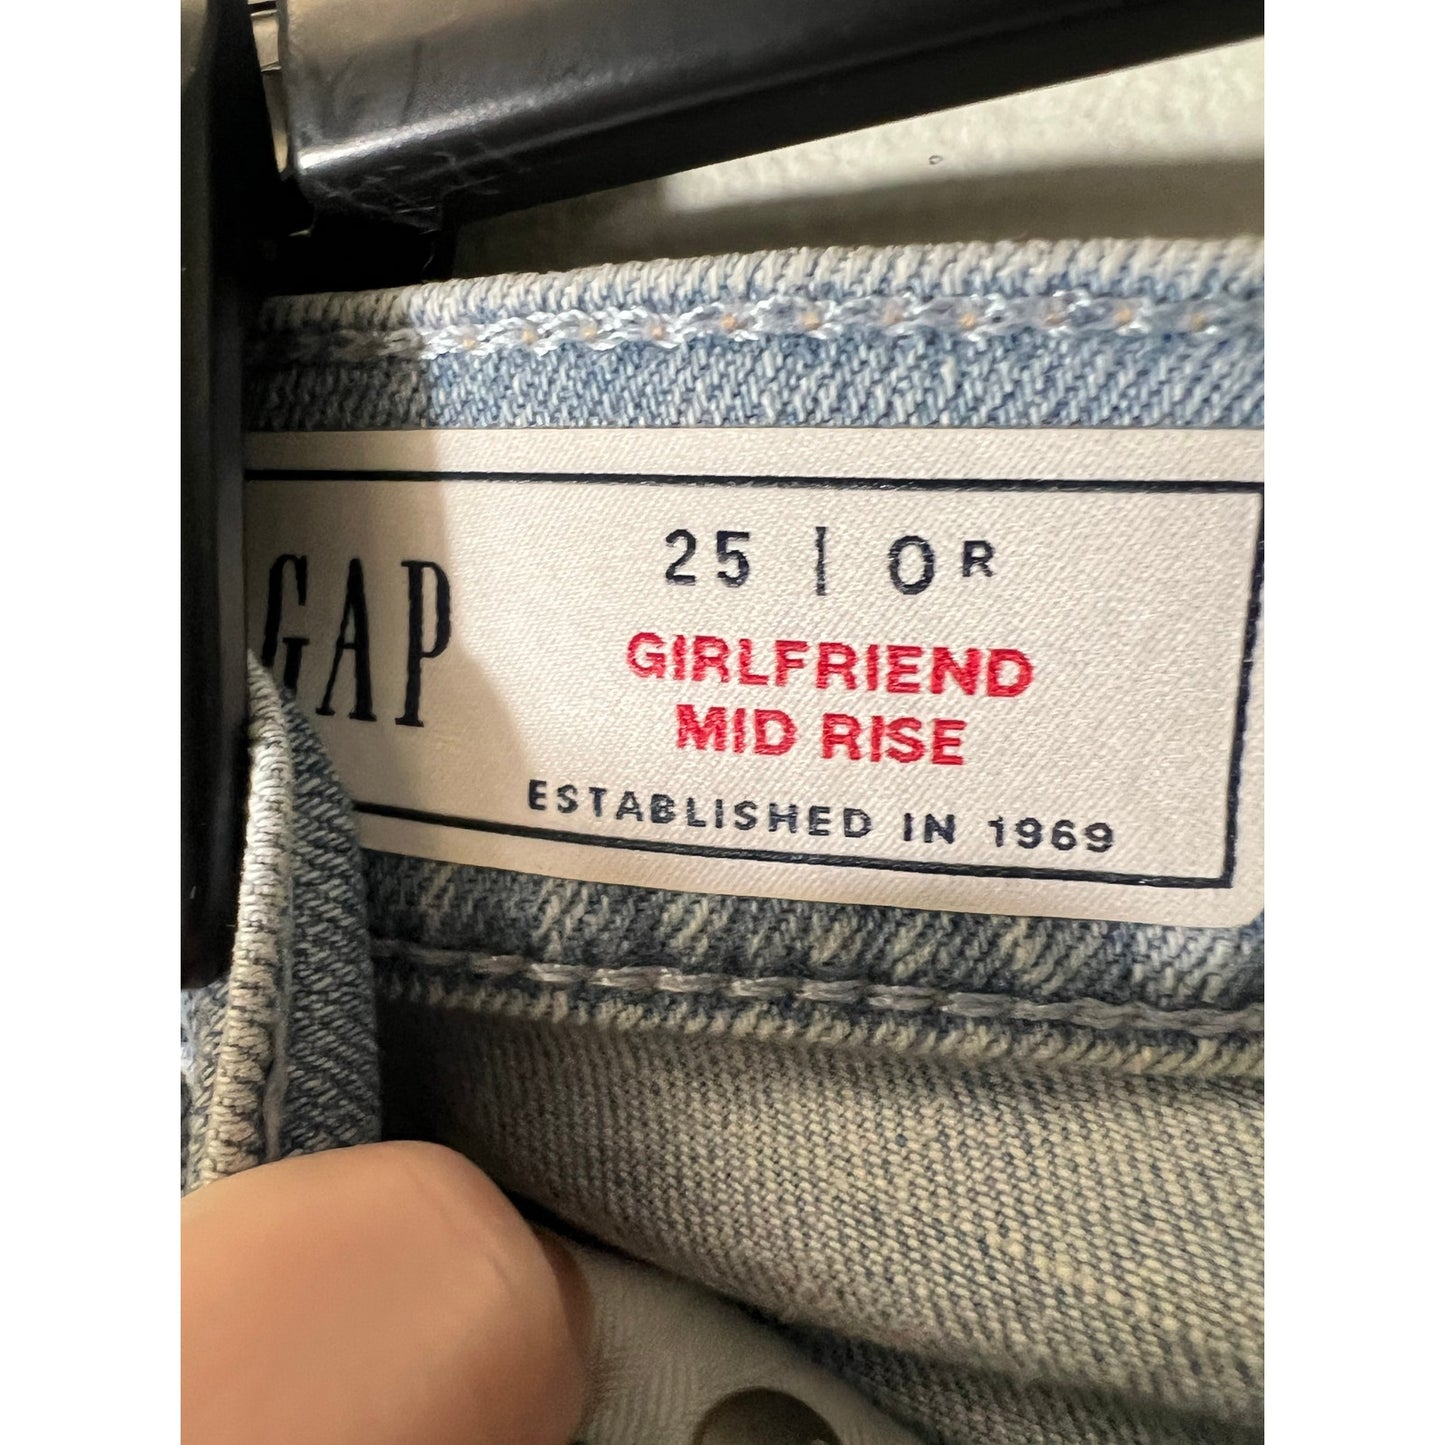 GAP
25 | 0R
GIRLFRIEND
MID RISE
ESTABLISHED IN 1969